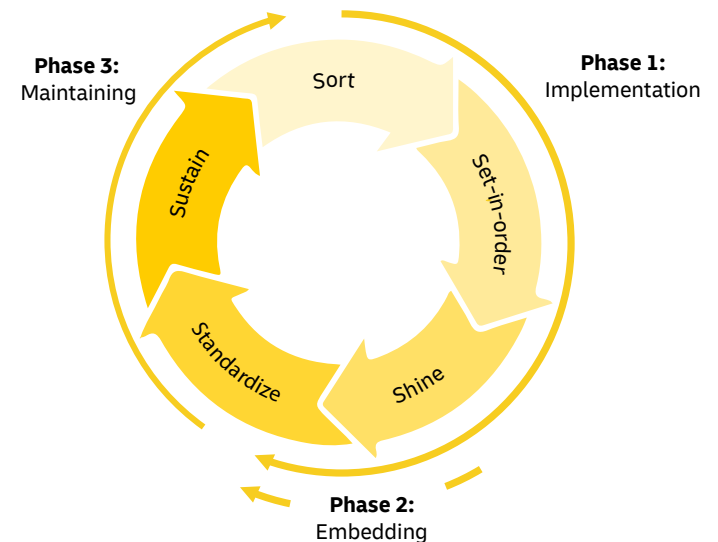 Phase 3:
Maintaining
Sort
Phase 1:
Implementation
Set-in-order
Sustain
Standardize
Shine
Phase 2:
Embedding